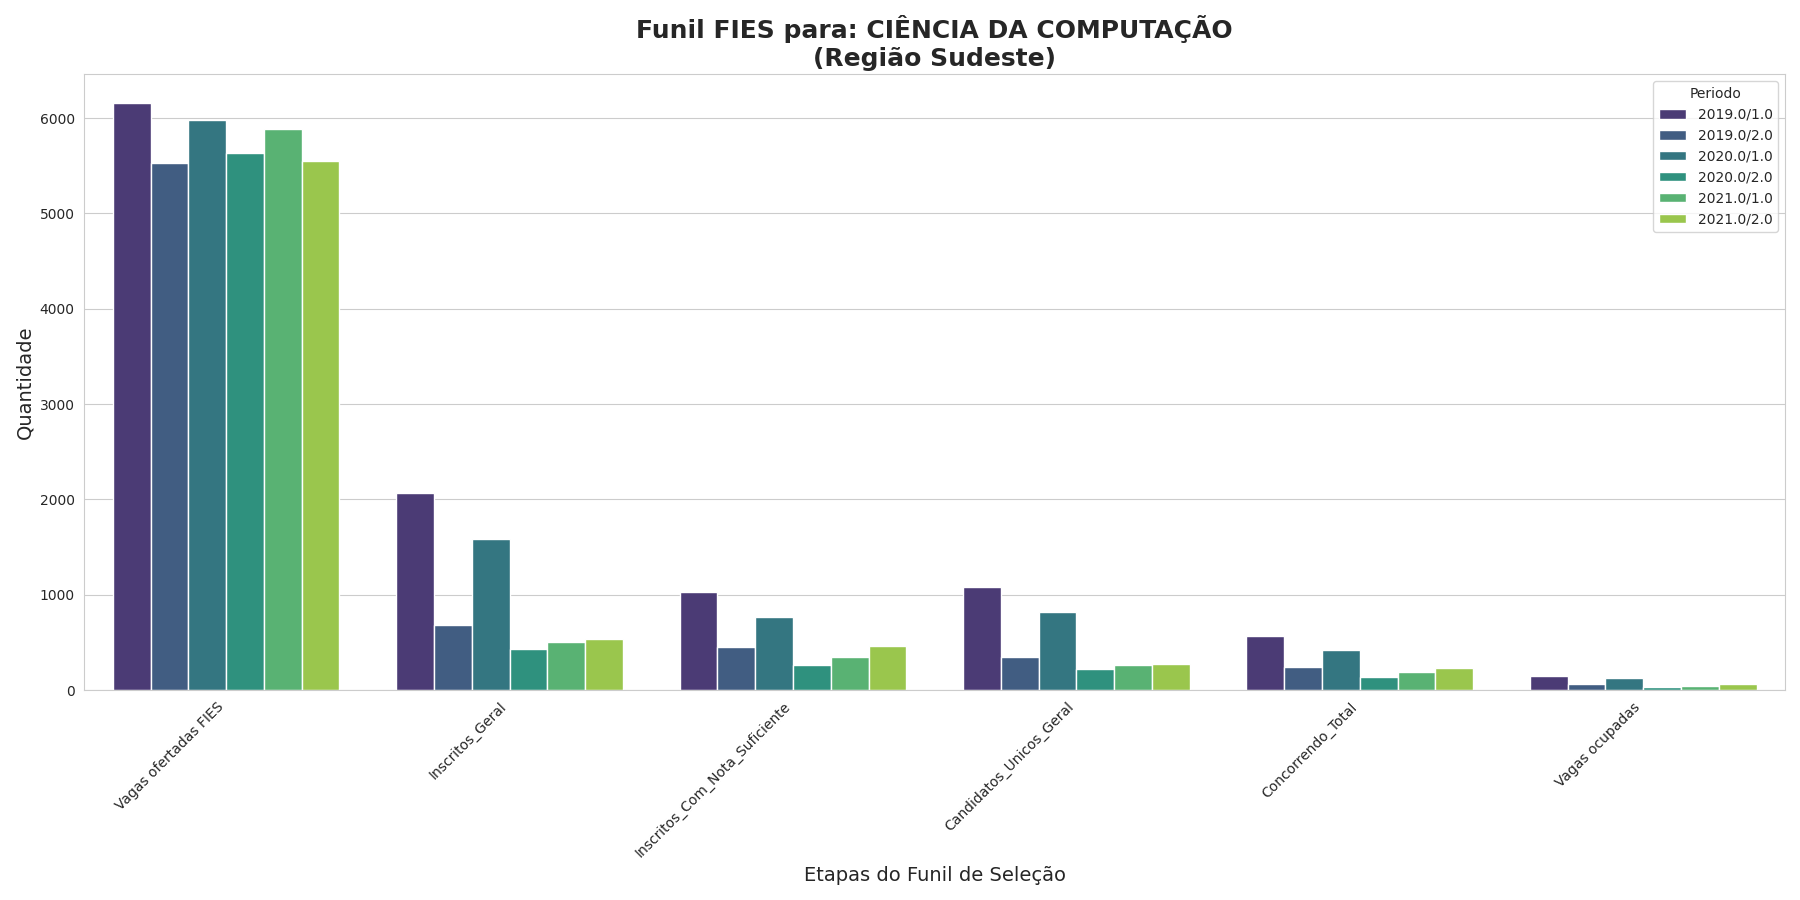 Funil FIES para: CIÊNCIA DA COMPUTAÇÃO
(Região Sudeste)
Periodo
2019.0/1.0
2019.0/2.0
2020.0/1.0
2020.0/2.0
2021.0/1.0
2021.0/2.0
Quantidade
6000
5000
4000
3000
2000
1000
0
Vagas ofertadas FIES
Inscritos_Geral
Inscritos_Com_Nota_Suficiente
Candidatos_Unicos_Geral
Concorrendo_Total
Vagas ocupadas
Etapas do Funil de Seleção